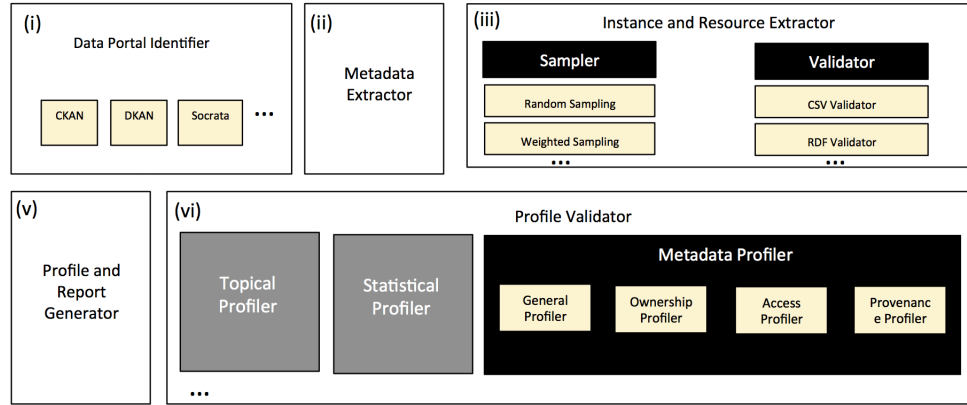 (i)
Data Portal Identifier
CKAN
DKAN
Socrata
...
(ii)
Metadata
Extractor
(iii)
Instance and Resource Extractor
Sampler
Random Sampling
Weighted Sampling
...
Validator
CSV Validator
RDF Validator
...
(v)
Profile and
Report
Generator
(vi)
Profile Validator
Topical
Profiler
...
Statistical
Profiler
Metadata Profiler
General
Profiler
Ownership
Profiler
Access
Profiler
Provenanc
e Profiler